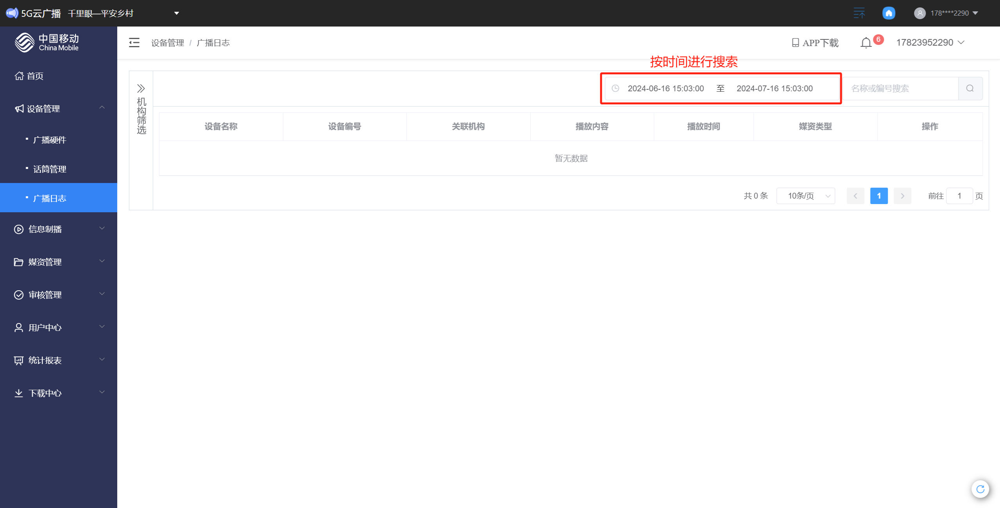 5G云广播 千里眼—平安乡村
178****2290
中国移动
China Mobile
设备管理 / 广播日志
APP下载
6
17823952290
首页
设备管理
广播硬件
话筒管理
广播日志
信息制播
媒资管理
审核管理
用户中心
统计报表
下载中心
按时间进行搜索
机构筛选
2024-06-16 15:03:00 至 2024-07-16 15:03:00
名称或编号搜索
设备名称 设备编号 关联机构 播放内容 播放时间 媒资类型 操作
暂无数据
共 0 条 10条/页 1 前往 1 页